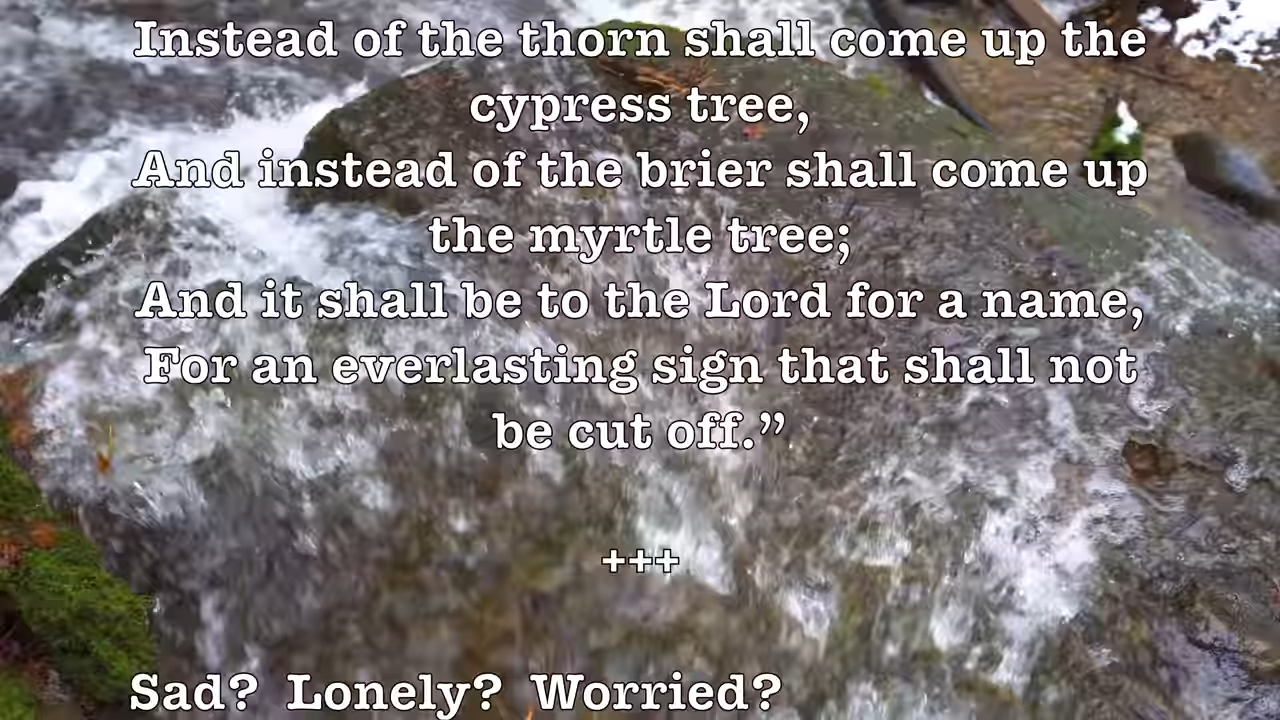 Instead of the thorn shall come up the
cypress tree,
And instead of the brier shall come up
the myrtle tree;
And it shall be to the Lord for a name,
For an everlasting sign that shall not
be cut off.”
+++
Sad?  Lonely?  Worried?